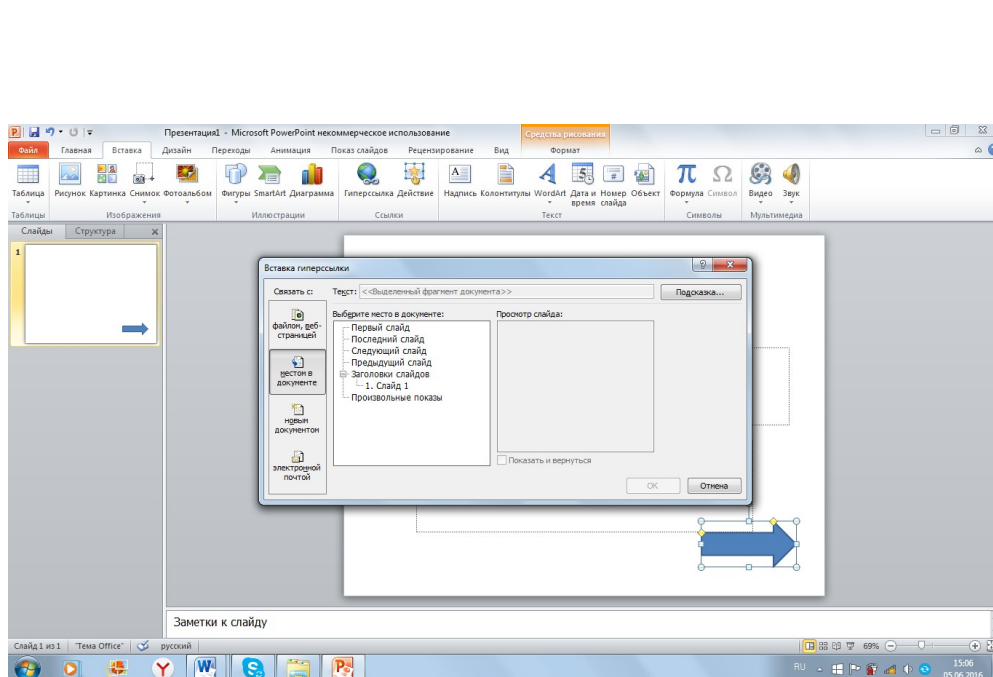 Презентация1 - Microsoft PowerPoint некоммерческое использование
Средства рисования
Файл Главная Вставка Дизайн Переходы Анимация Показ слайдов Рецензирование Вид Формат
Таблица Рисунок Картинка Снимок Фотоальбом Фигуры SmartArt Диаграмма Гиперссылка Действие Надпись Колонтитулы WordArt Дата и Номер Объект Формула Символ Видео Звук
время слайда
Таблицы Изображения Иллюстрации Ссылки Текст Символы Мультимедиа
Слайды Структура
1
Вставка гиперссылки
Связать с: Текст: <<Выделенный фрагмент документа>> Подсказка...
файлом, веб-
страницей
местом в
документе
новым
документом
электронной
почтой
Выберите место в документе:
Первый слайд
Последний слайд
Следующий слайд
Предыдущий слайд
Заголовки слайдов
1. Слайд 1
Произвольные показы
Просмотр слайда:
Показать и вернуться
ОК Отмена
Заметки к слайду
Слайд 1 из 1 "Тема Office" русский 69%
RU 15:06
05.06.2016